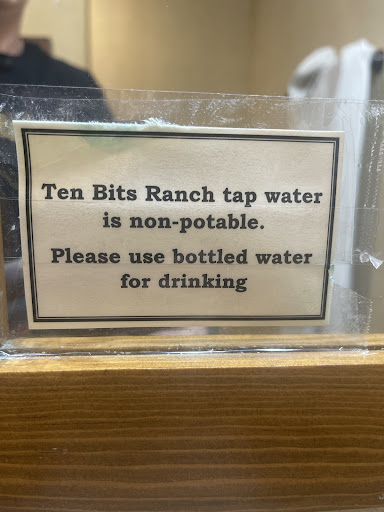 Ten Bits Ranch tap water
is non-potable.
Please use bottled water
for drinking